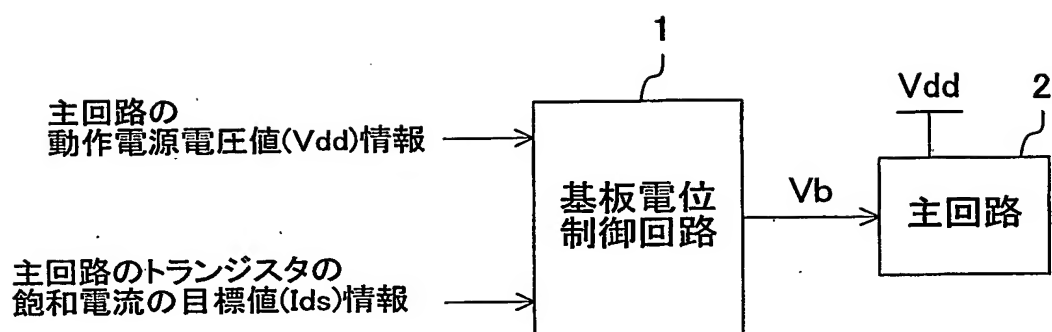 1
主回路の
動作電源電圧値(Vdd)情報
主回路のトランジスタの
飽和電流の目標値(Ids)情報
基板電位
制御回路
Vb
Vdd
2
主回路